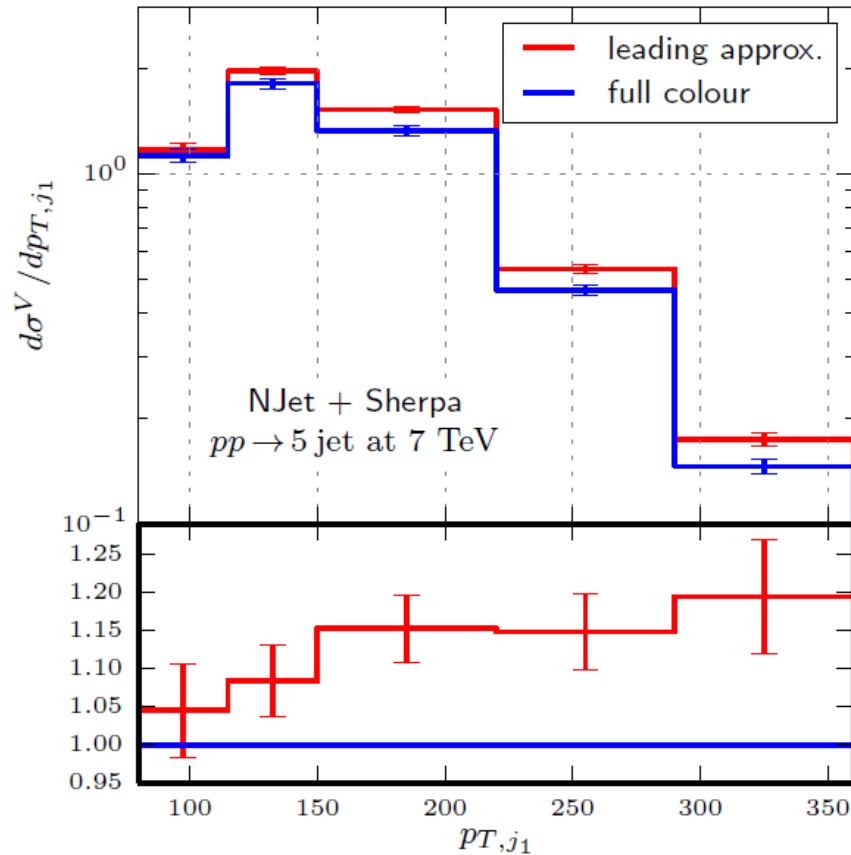 leading approx.
full colour
dσ^V/dp_{T,j_1}
10^0
NJet + Sherpa
pp → 5 jet at 7 TeV
10^{-1}
1.25
1.20
1.15
1.10
1.05
1.00
0.95
100 150 200 250 300 350
p_{T,j_1}